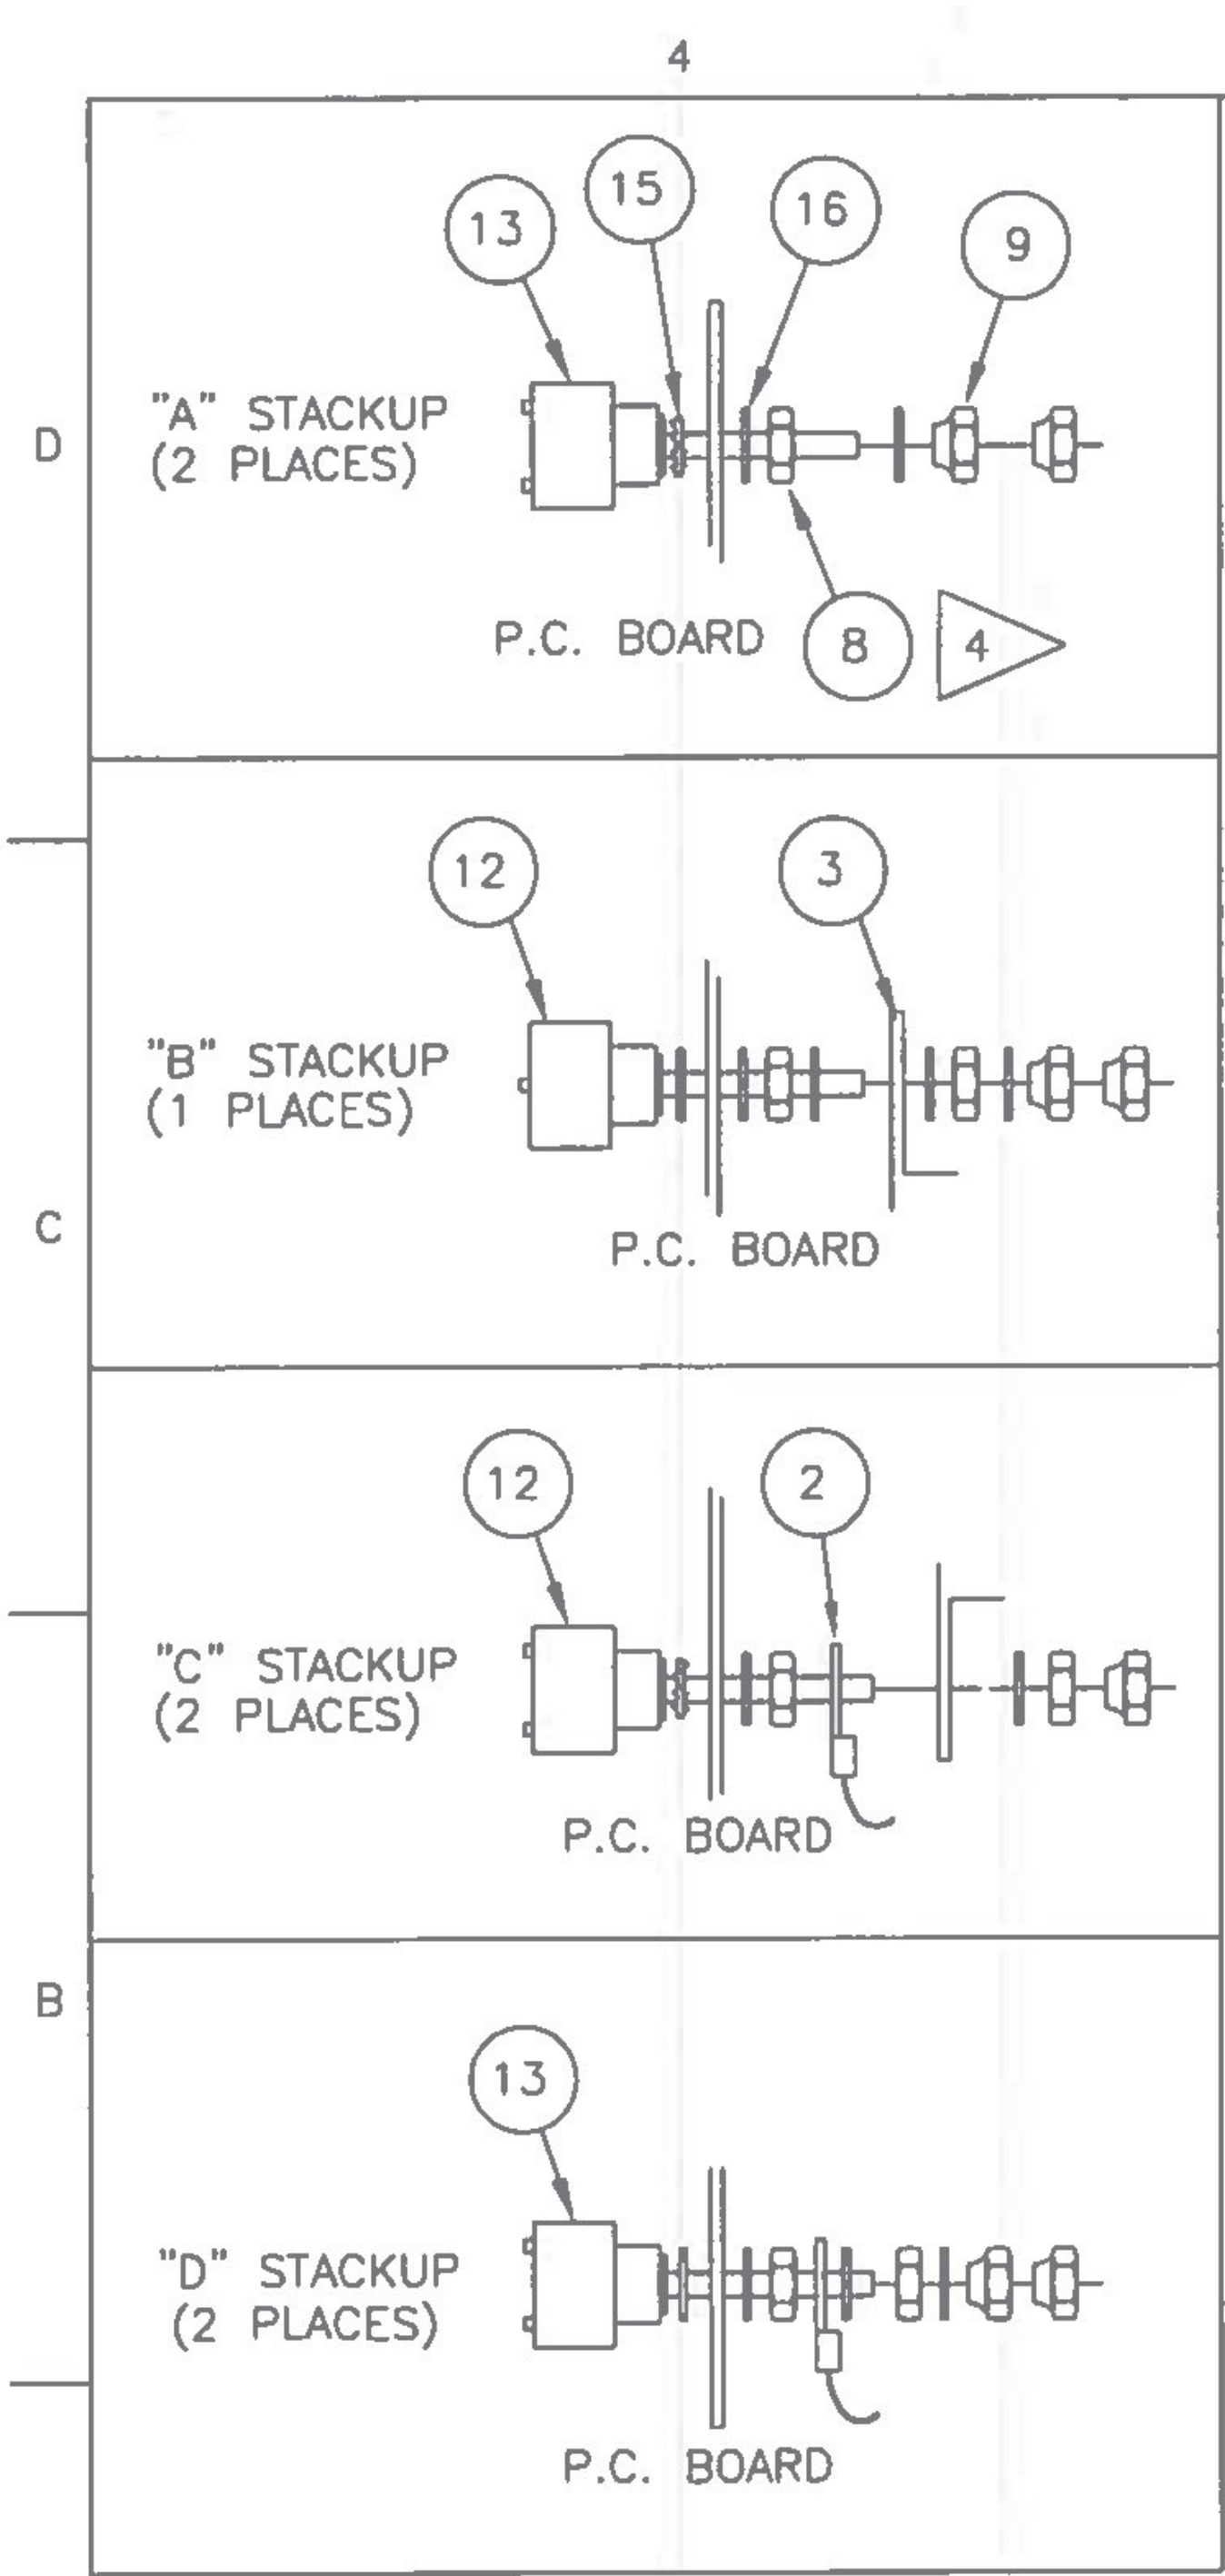 4
13
15
16
9
D
"A" STACKUP
(2 PLACES)
P.C. BOARD
8
4
12
3
"B" STACKUP
(1 PLACES)
C
P.C. BOARD
12
2
"C" STACKUP
(2 PLACES)
P.C. BOARD
B
13
"D" STACKUP
(2 PLACES)
P.C. BOARD